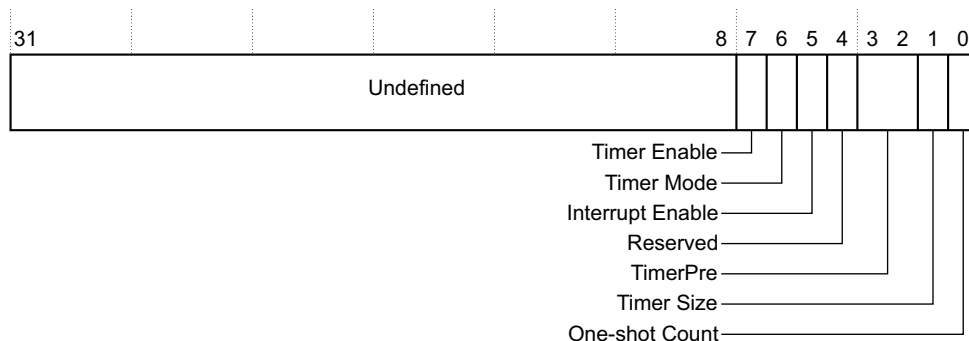 31 8 7 6 5 4 3 2 1 0
Undefined
Timer Enable
Timer Mode
Interrupt Enable
Reserved
TimerPre
Timer Size
One-shot Count